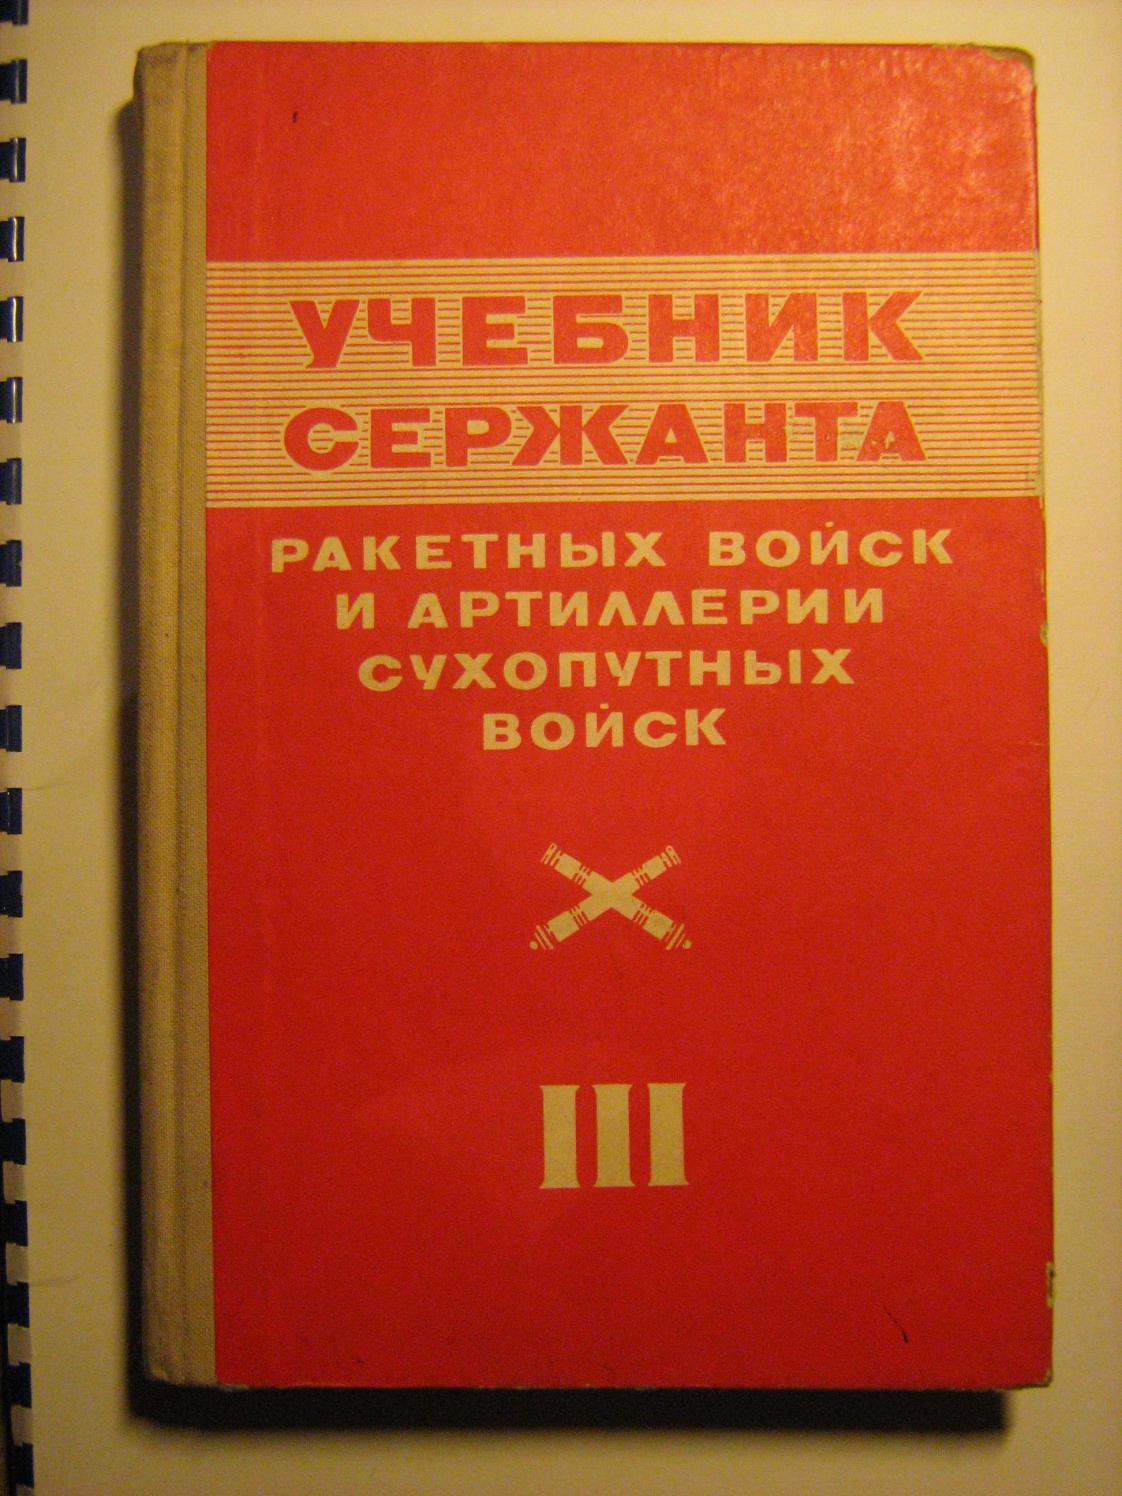 УЧЕБНИК
СЕРЖАНТА
РАКЕТНЫХ ВОЙСК
И АРТИЛЛЕРИИ
СУХОПУТНЫХ
ВОЙСК
III